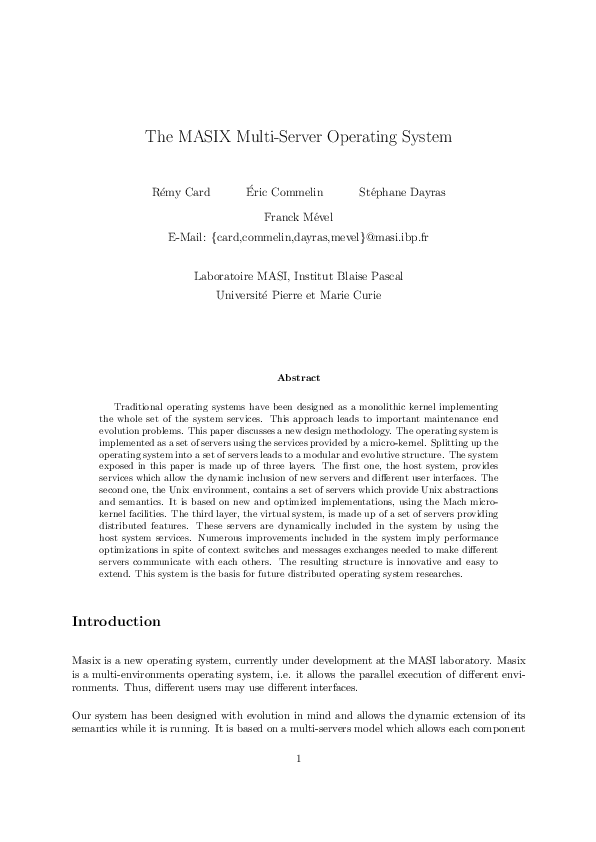 The MASIX Multi-Server Operating System
Rémy Card Éric Commelin Stéphane Dayras
Franck Mével
E-Mail: {card,commelin,dayras,mevel}@masi.ibp.fr
Laboratoire MASI, Institut Blaise Pascal
Université Pierre et Marie Curie
Abstract
Traditional operating systems have been designed as a monolithic kernel implementing
the whole set of the system services. This approach leads to important maintenance end
evolution problems. This paper discusses a new design methodology. The operating system is
implemented as a set of servers using the services provided by a micro-kernel. Splitting up the
operating system into a set of servers leads to a modular and evolutive structure. The system
exposed in this paper is made up of three layers. The first one, the host system, provides
services which allow the dynamic inclusion of new servers and different user interfaces. The
second one, the Unix environment, contains a set of servers which provide Unix abstractions
and semantics. It is based on new and optimized implementations, using the Mach micro-
kernel facilities. The third layer, the virtual system, is made up of a set of servers providing
distributed features. These servers are dynamically included in the system by using the
host system services. Numerous improvements included in the system imply performance
optimizations in spite of context switches and messages exchanges needed to make different
servers communicate with each others. The resulting structure is innovative and easy to
extend. This system is the basis for future distributed operating system researches.
Introduction
Masix is a new operating system, currently under development at the MASI laboratory. Masix
is a multi-environments operating system, i.e. it allows the parallel execution of different envi-
ronments. Thus, different users may use different interfaces.
Our system has been designed with evolution in mind and allows the dynamic extension of its
semantics while it is running. It is based on a multi-servers model which allows each component
1